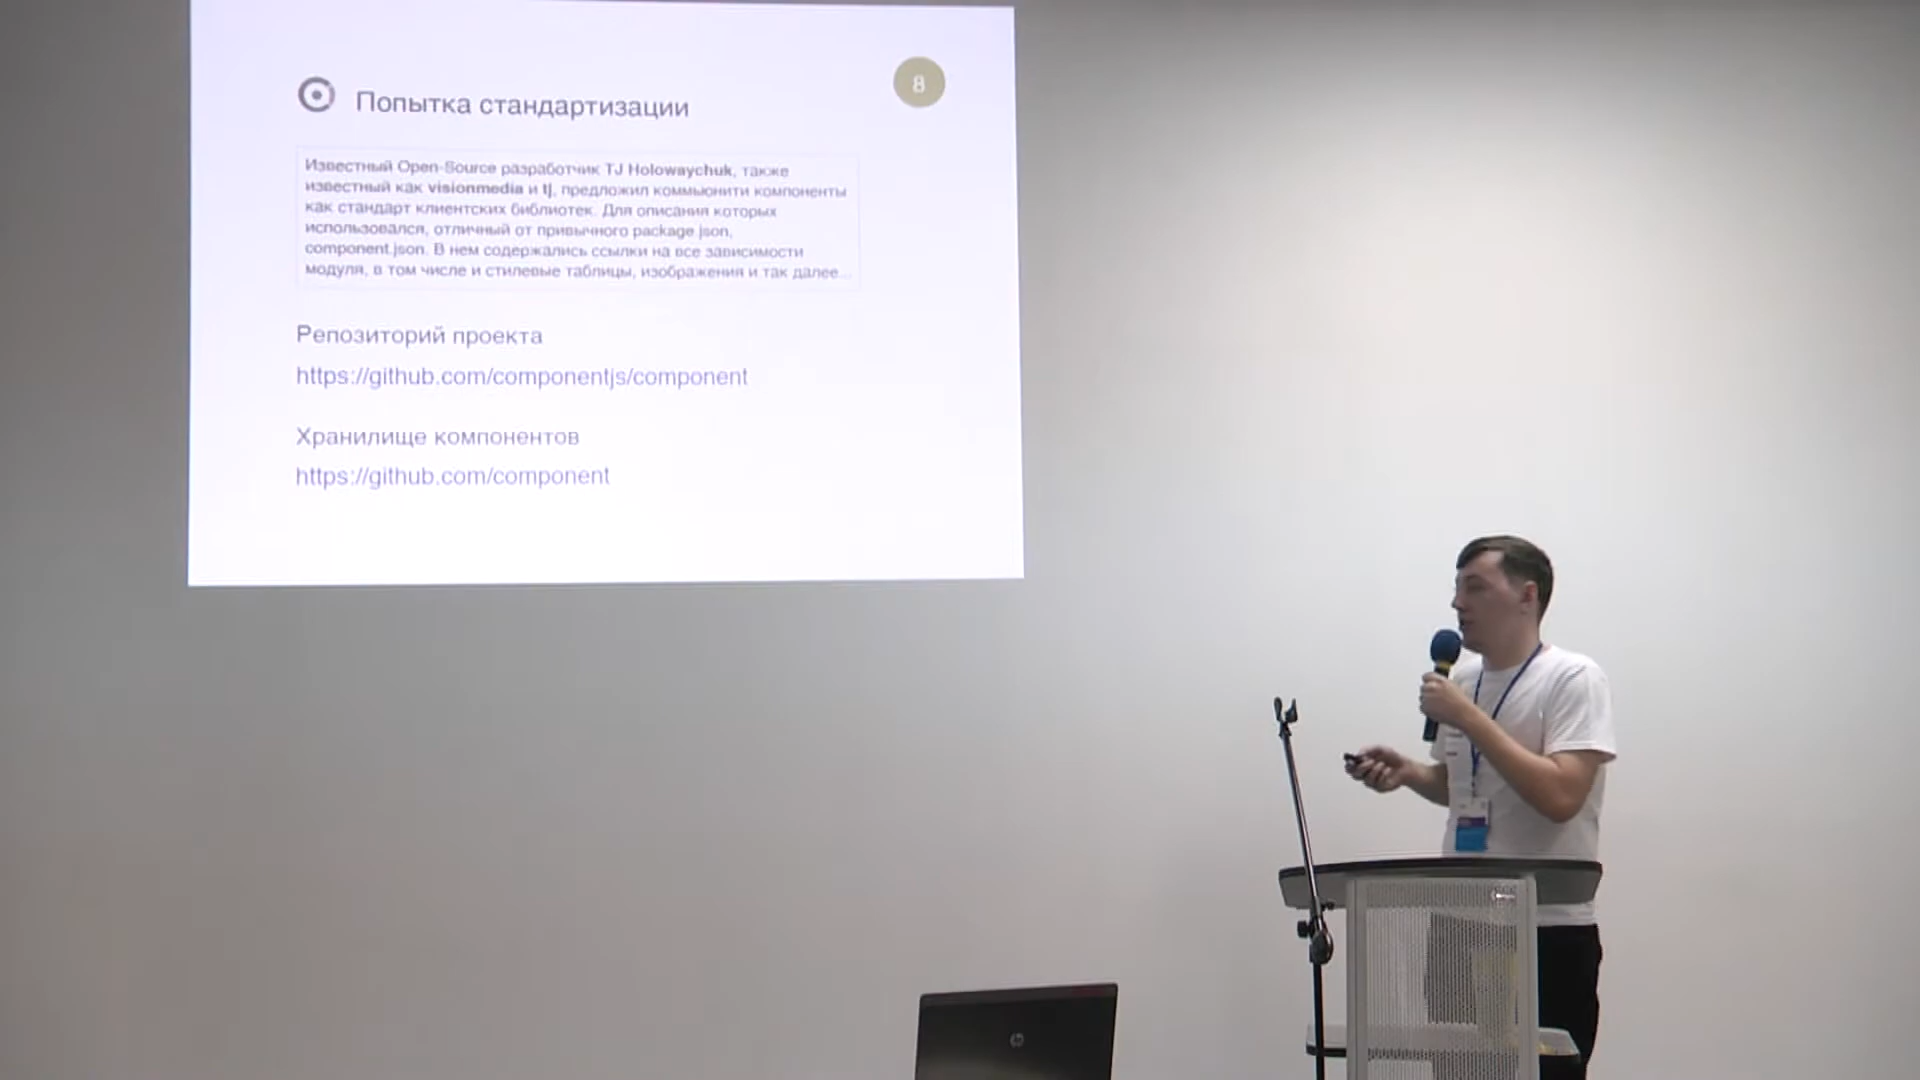 Попытка стандартизации
8
Известный Open-Source разработчик TJ Holowaychuk, также
известный как visionmedia и tj, предложил коммьюнити компоненты
как стандарт клиентских библиотек. Для описания которых
использовался, отличный от привычного package.json,
component.json. В нем содержались ссылки на все зависимости
модуля, в том числе и стилевые таблицы, изображения и так далее...
Репозиторий проекта
https://github.com/componentjs/component
Хранилище компонентов
https://github.com/component
hp